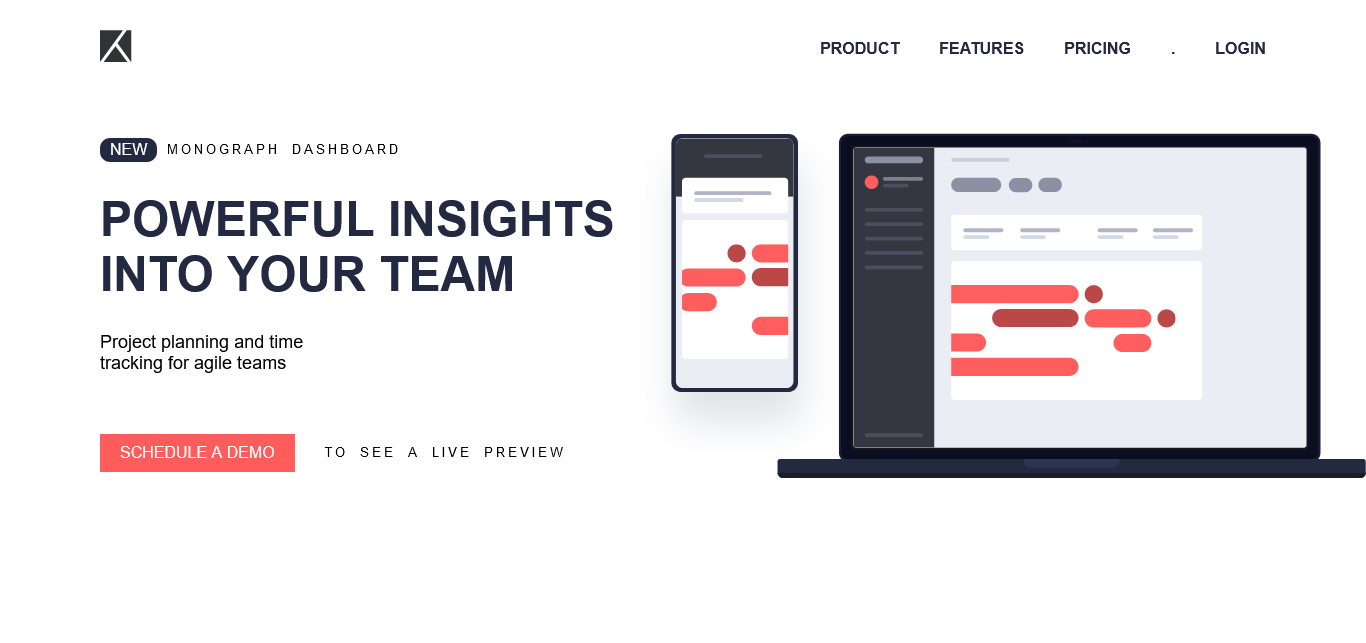 PRODUCT FEATURES PRICING . LOGIN
NEW MONOGRAPH DASHBOARD
POWERFUL INSIGHTS
INTO YOUR TEAM
Project planning and time
tracking for agile teams
SCHEDULE A DEMO TO SEE A LIVE PREVIEW